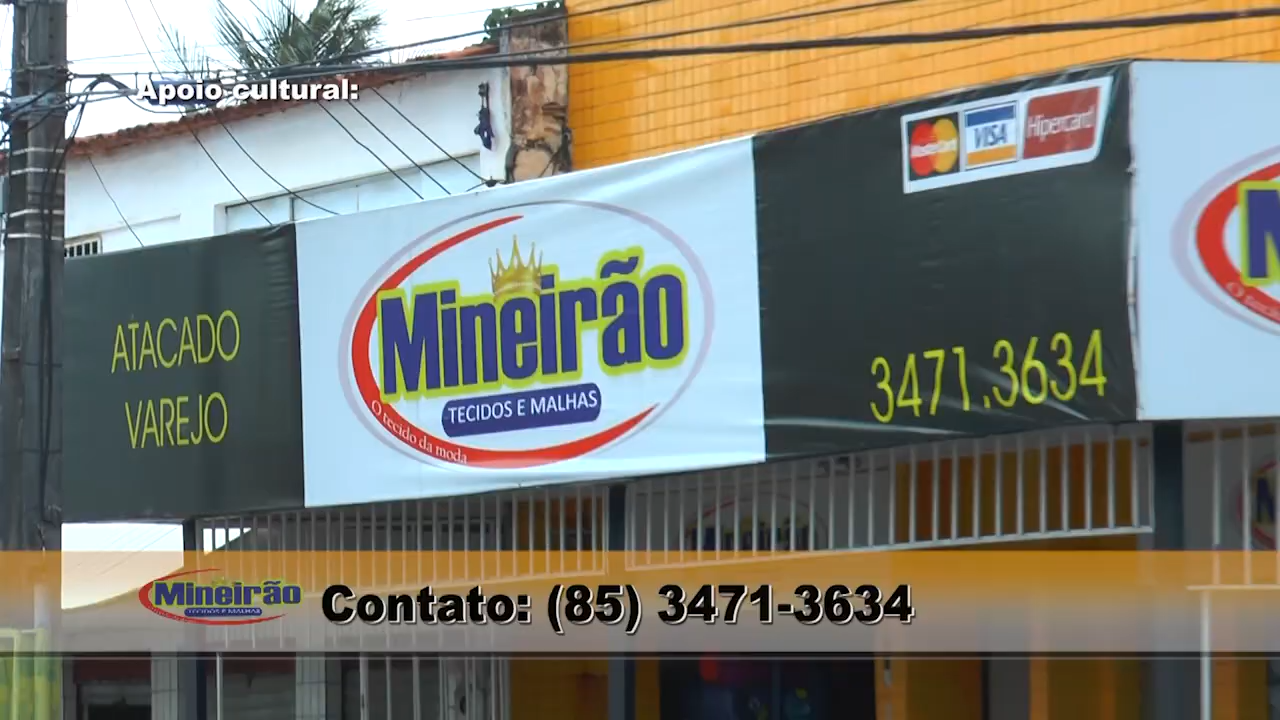 Apoio cultural:
MasterCard VISA Hipercard
ATACADO
VAREJO
Mineirão
TECIDOS E MALHAS
O tecido da moda
3471.3634
Mineirão
TECIDOS E MALHAS
Contato: (85) 3471-3634